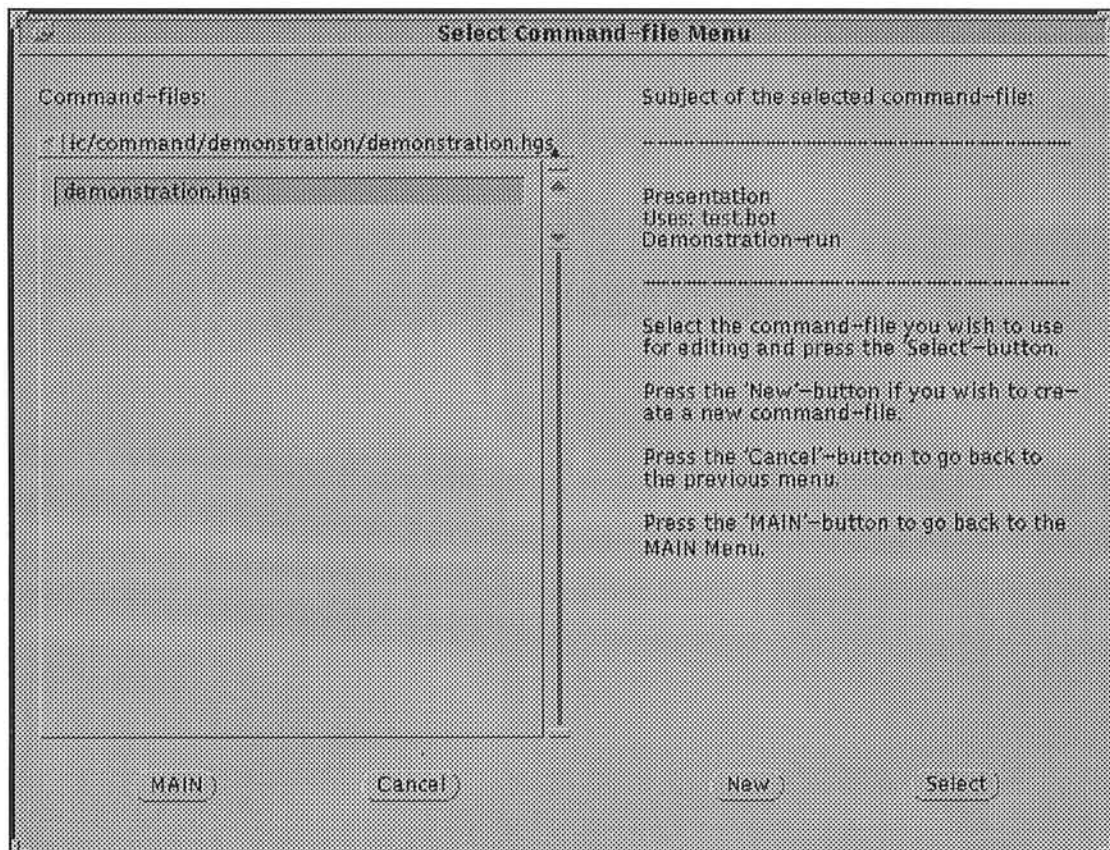 Select Command-file Menu
Command-files:
lc/command/demonstration/demonstration.hgs
demonstration.hgs
Subject of the selected command-file:
Presentation
Uses: test.bot
Demonstration-run
Select the command-file you wish to use
for editing and press the 'Select'-button.
Press the 'New'-button if you wish to cre-
ate a new command-file.
Press the 'Cancel'-button to go back to
the previous menu.
Press the 'MAIN'-button to go back to the
MAIN Menu.
MAIN
Cancel
New
Select